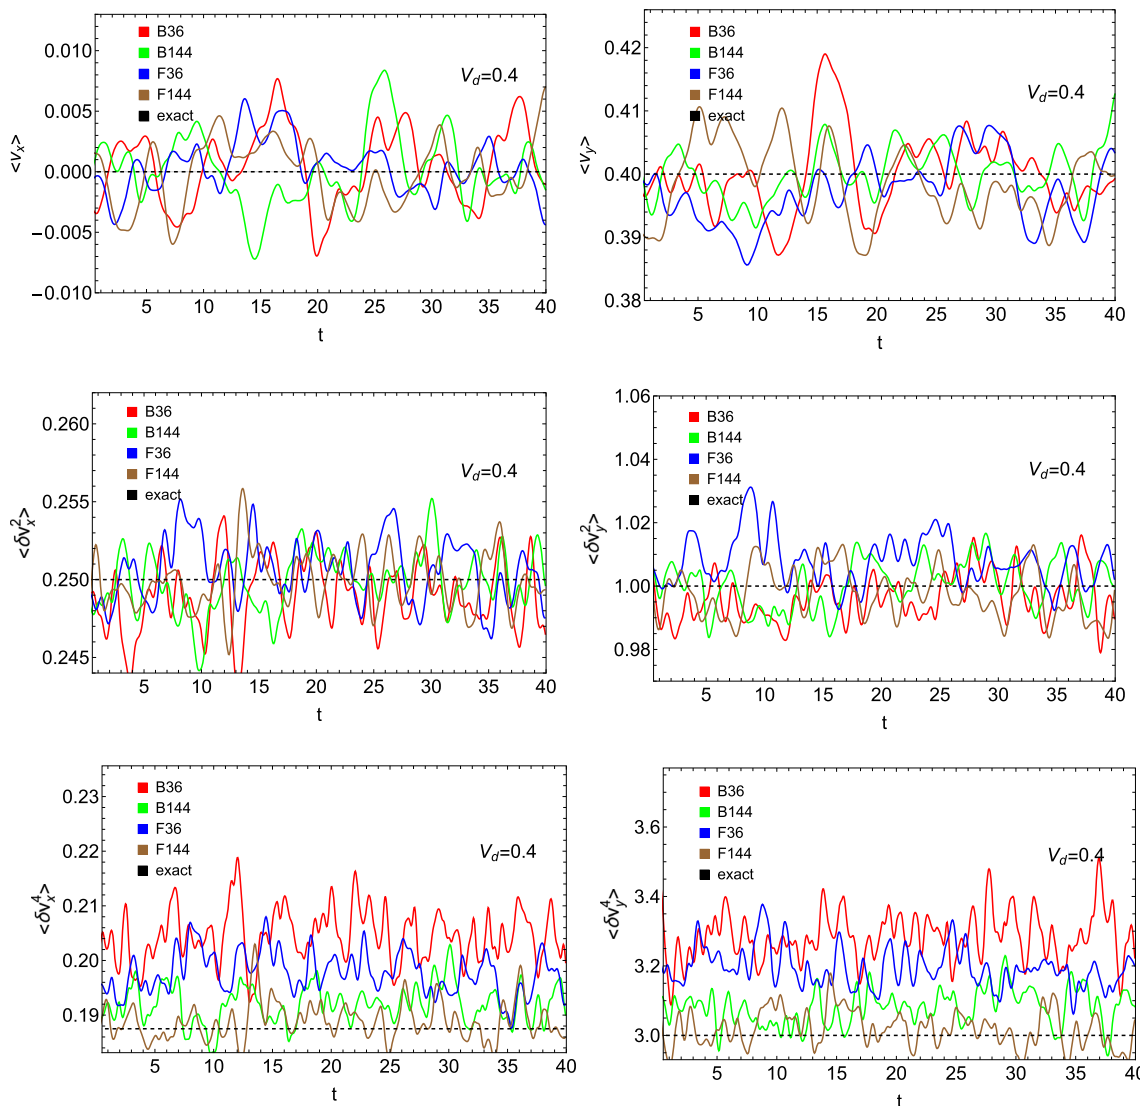 0.010
0.005
0.000
−0.005
−0.010
<v_x>
B36
B144
F36
F144
exact
V_d=0.4
5 10 15 20 25 30 35 40
t
0.42
0.41
0.40
0.39
0.38
<v_y>
B36
B144
F36
F144
exact
V_d=0.4
5 10 15 20 25 30 35 40
t
0.260
0.255
0.250
0.245
<δv_x^2>
B36
B144
F36
F144
exact
V_d=0.4
5 10 15 20 25 30 35 40
t
1.06
1.04
1.02
1.00
0.98
<δv_y^2>
B36
B144
F36
F144
exact
V_d=0.4
5 10 15 20 25 30 35 40
t
0.23
0.22
0.21
0.20
0.19
<δv_x^4>
B36
B144
F36
F144
exact
V_d=0.4
5 10 15 20 25 30 35 40
t
3.6
3.4
3.2
3.0
<δv_y^4>
B36
B144
F36
F144
exact
V_d=0.4
5 10 15 20 25 30 35 40
t